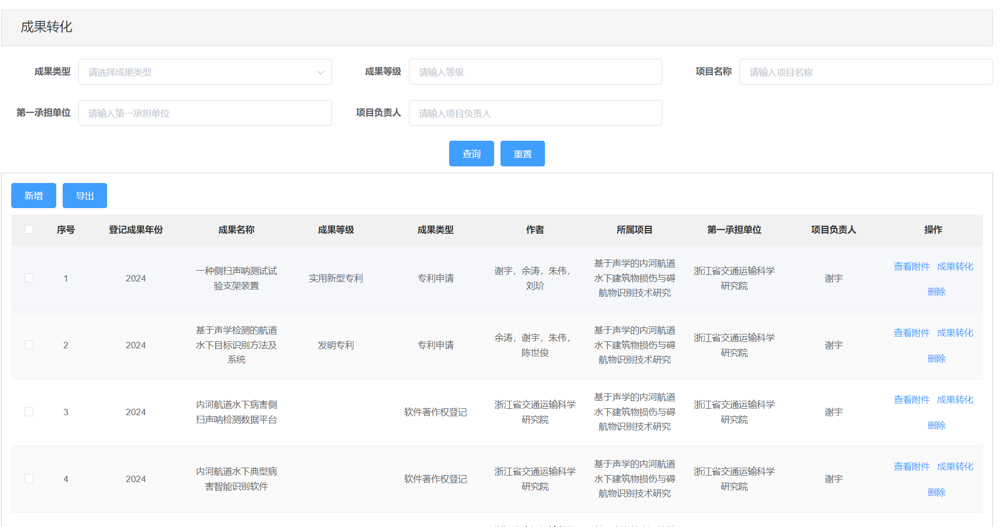 成果转化
成果类型 请选择成果类型 成果等级 请输入等级 项目名称 请输入项目名称
第一承担单位 请输入第一承担单位 项目负责人 请输入项目负责人
查询 重置
新增 导出
序号 登记成果年份 成果名称 成果等级 成果类型 作者 所属项目 第一承担单位 项目负责人 操作
1
2024
一种侧扫声呐测试试
验支架装置
实用新型专利
专利申请
谢宇，余涛，朱伟，
刘玠
基于声学的内河航道
水下建筑物损伤与碍
航物识别技术研究
浙江省交通运输科学
研究院
谢宇
查看附件 成果转化
删除
2
2024
基于声学检测的航道
水下目标识别方法及
系统
发明专利
专利申请
余涛，谢宇，朱伟，
陈世俊
基于声学的内河航道
水下建筑物损伤与碍
航物识别技术研究
浙江省交通运输科学
研究院
谢宇
查看附件 成果转化
删除
3
2024
内河航道水下病害侧
扫声呐检测数据平台
软件著作权登记
浙江省交通运输科学
研究院
基于声学的内河航道
水下建筑物损伤与碍
航物识别技术研究
浙江省交通运输科学
研究院
谢宇
查看附件 成果转化
删除
4
2024
内河航道水下典型病
害智能识别软件
软件著作权登记
浙江省交通运输科学
研究院
基于声学的内河航道
水下建筑物损伤与碍
航物识别技术研究
浙江省交通运输科学
研究院
谢宇
查看附件 成果转化
删除